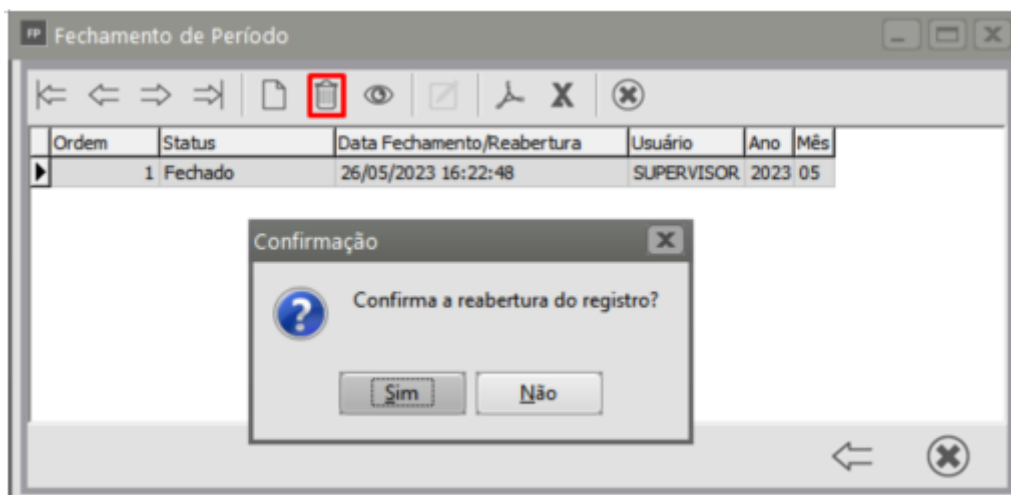 FP Fechamento de Período
Ordem Status Data Fechamento/Reabertura Usuário Ano Mês
1 Fechado 26/05/2023 16:22:48 SUPERVISOR 2023 05
Confirmação
Confirma a reabertura do registro?
Sim Não